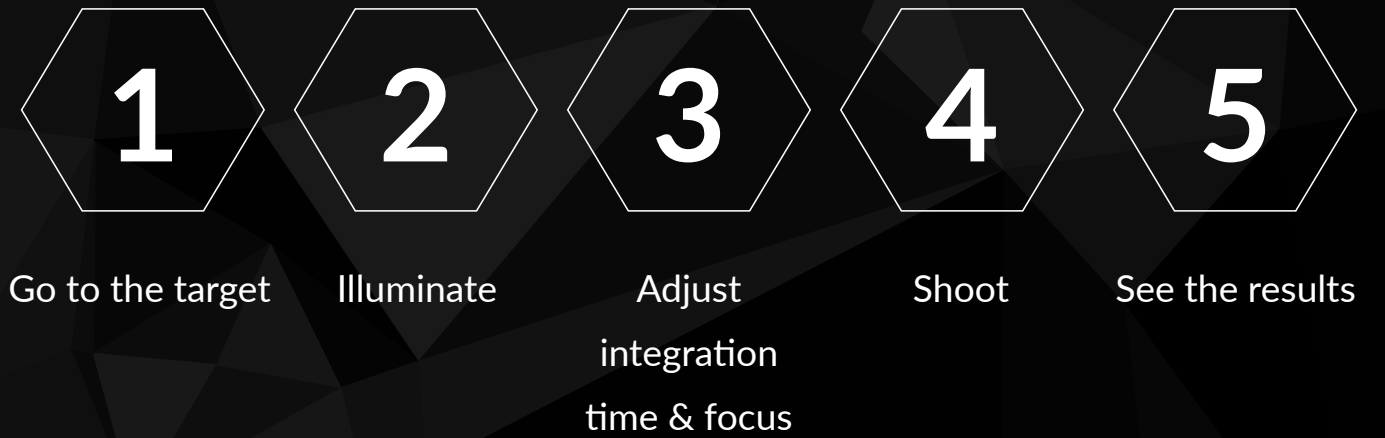 1
2
3
4
5
Go to the target
Illuminate
Adjust
integration
time & focus
Shoot
See the results